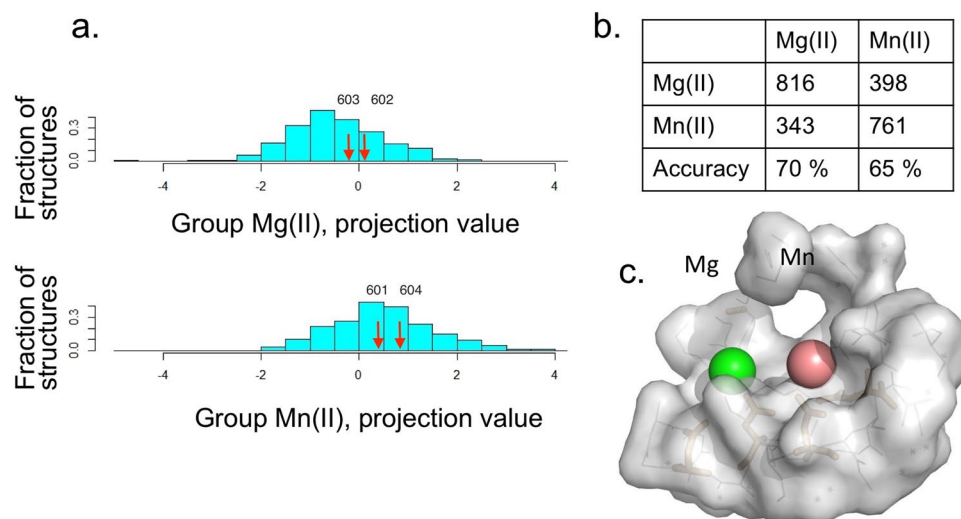 a.
603 602
Fraction of
structures
0.3
0.0
-4 -2 0 2 4
Group Mg(II), projection value
601 604
Fraction of
structures
0.3
0.0
-4 -2 0 2 4
Group Mn(II), projection value
b.
Mg(II) Mn(II)
Mg(II) 816 398
Mn(II) 343 761
Accuracy 70 % 65 %
c.
Mg Mn